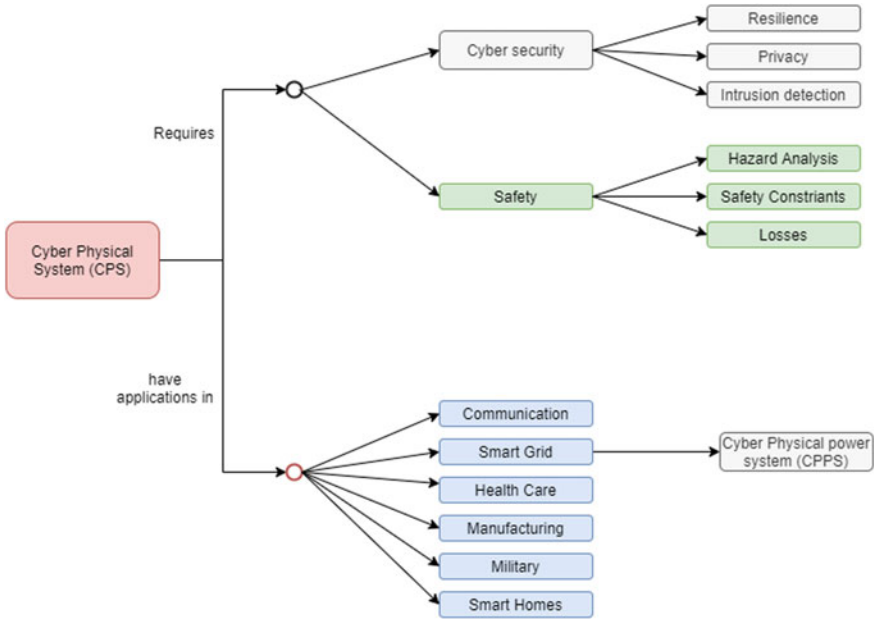 Resilience
Cyber security
Privacy
Intrusion detection
Requires
Hazard Analysis
Safety
Safety Constriants
Losses
Cyber Physical
System (CPS)
have
applications in
Communication
Smart Grid
Cyber Physical power
system (CPPS)
Health Care
Manufacturing
Military
Smart Homes